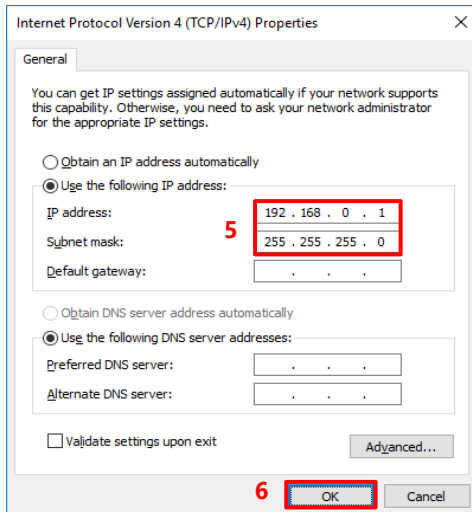 Internet Protocol Version 4 (TCP/IPv4) Properties
General
You can get IP settings assigned automatically if your network supports
this capability. Otherwise, you need to ask your network administrator
for the appropriate IP settings.
Obtain an IP address automatically
Use the following IP address:
IP address: 192 . 168 . 0 . 1
5
Subnet mask: 255 . 255 . 255 . 0
Default gateway: . . .
Obtain DNS server address automatically
Use the following DNS server addresses:
Preferred DNS server: . . .
Alternate DNS server: . . .
Validate settings upon exit
Advanced...
6 OK Cancel